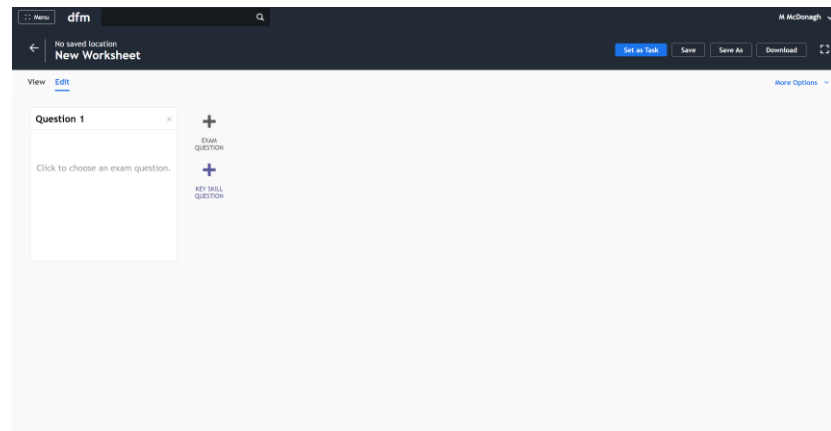 Menu dfm M McDonagh
No saved location
New Worksheet
Set as Task Save Save As Download
View Edit More Options
Question 1 ×
Click to choose an exam question.
EXAM
QUESTION
KEY SKILL
QUESTION